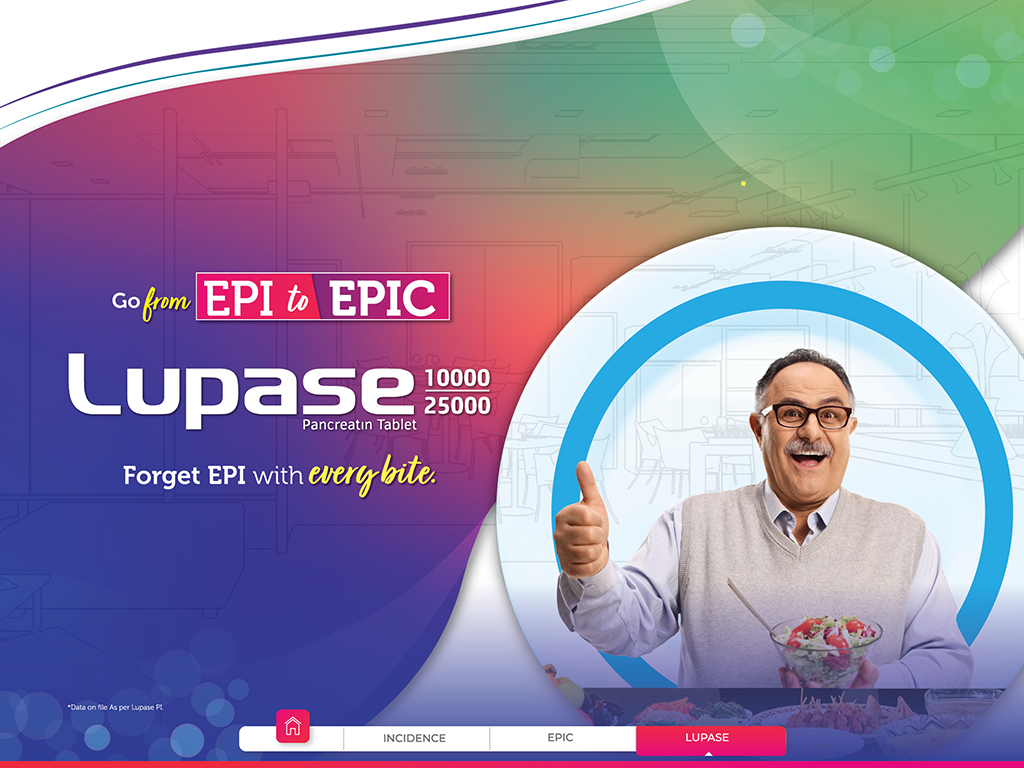 Go from EPI to EPIC
Lupase 10000
25000
Pancreatin Tablet
Forget EPI with every bite.
*Data on file As per Lupase PI.
INCIDENCE
EPIC
LUPASE